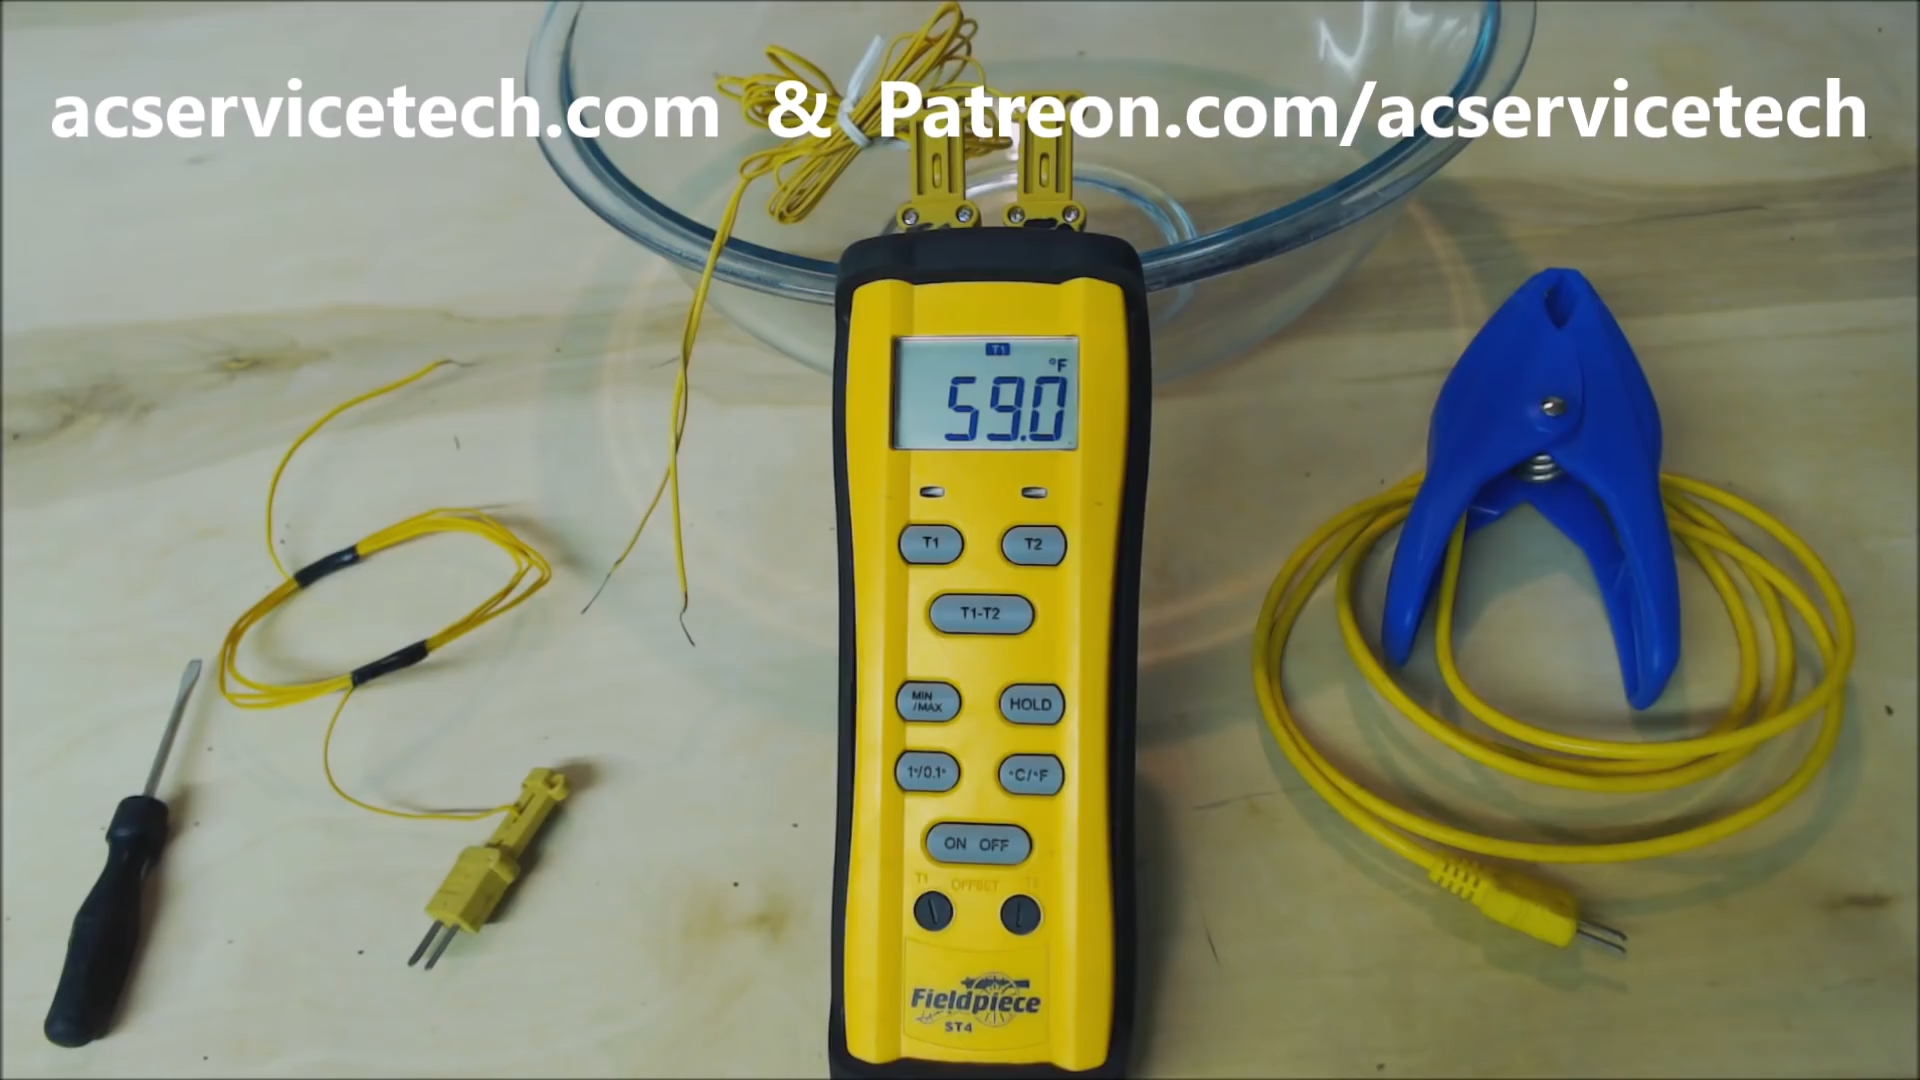 acservicetech.com & Patreon.com/acservicetech
T1
°F
59.0
T1 T2
T1-T2
MIN /MAX HOLD
1°/0.1° °C/°F
ON OFF
T1 OFFSET T2
Fieldpiece
ST4